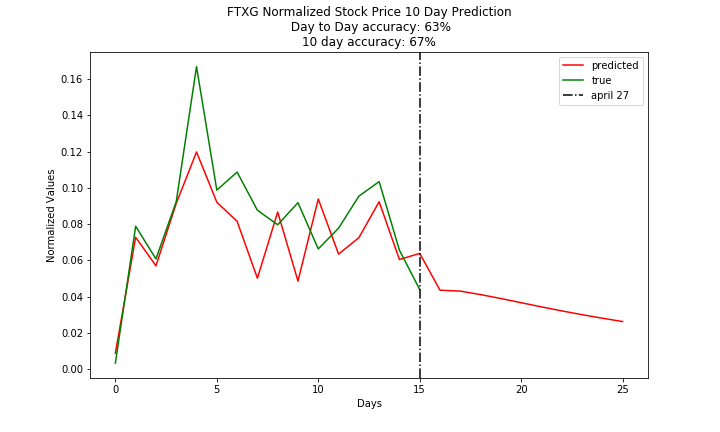 FTXG Normalized Stock Price 10 Day Prediction
Day to Day accuracy: 63%
10 day accuracy: 67%
predicted
true
april 27
0.16
0.14
0.12
0.10
0.08
0.06
0.04
0.02
0.00
Normalized Values
0
5
10
15
20
25
Days